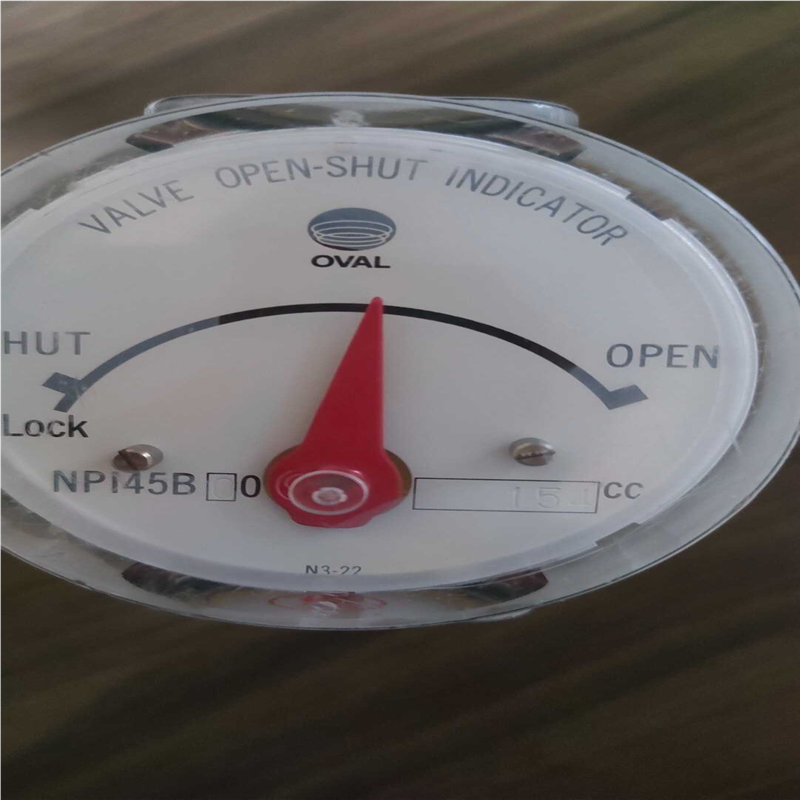 VALVE OPEN-SHUT INDICATOR
OVAL
HUT
OPEN
Lock
NPI45B 0
cc
N3-22